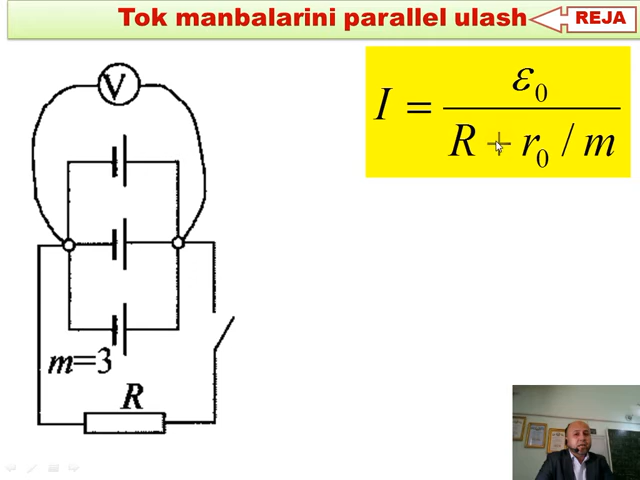 Tok manbalarini parallel ulash
REJA
V
I = ε₀ / (R + r₀ / m)
m=3
R